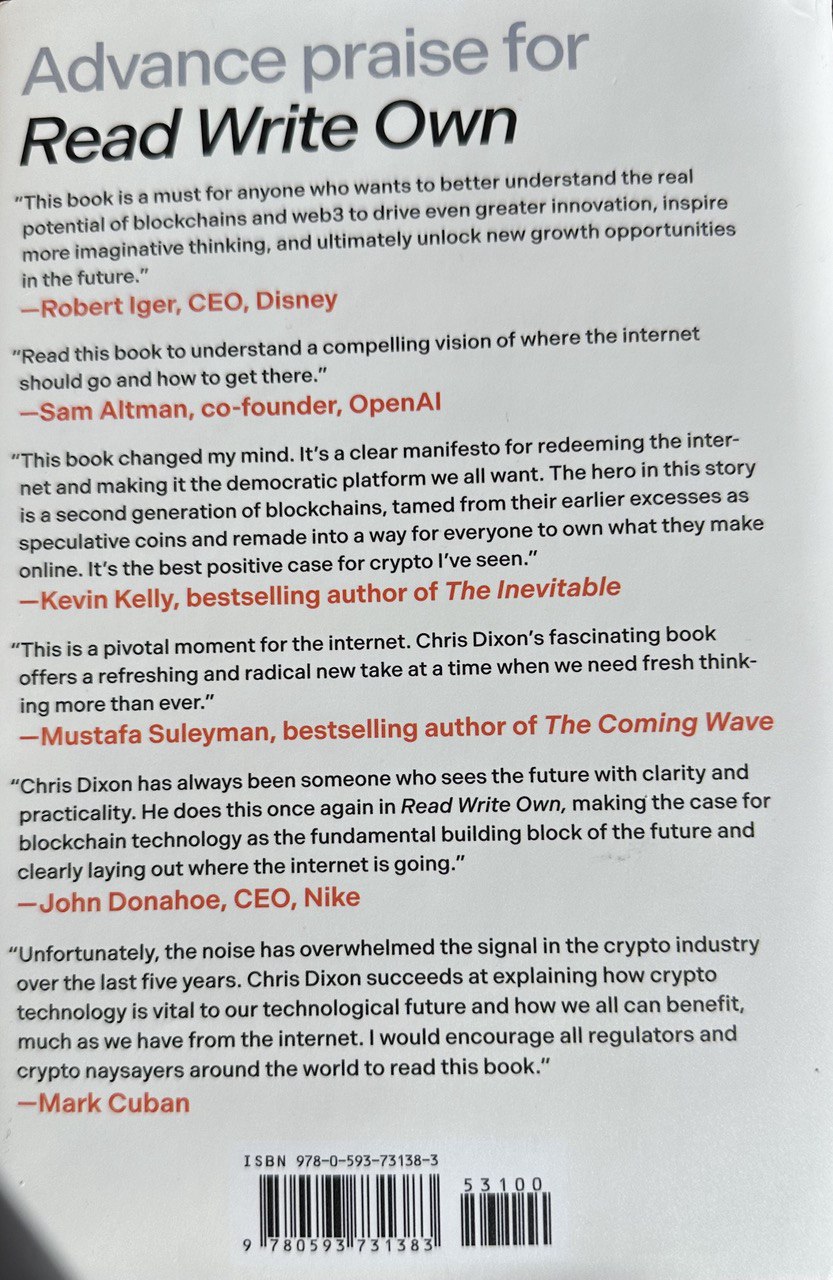 Advance praise for
Read Write Own
“This book is a must for anyone who wants to better understand the real
potential of blockchains and web3 to drive even greater innovation, inspire
more imaginative thinking, and ultimately unlock new growth opportunities
in the future.”
—Robert Iger, CEO, Disney
“Read this book to understand a compelling vision of where the internet
should go and how to get there.”
—Sam Altman, co-founder, OpenAI
“This book changed my mind. It’s a clear manifesto for redeeming the inter-
net and making it the democratic platform we all want. The hero in this story
is a second generation of blockchains, tamed from their earlier excesses as
speculative coins and remade into a way for everyone to own what they make
online. It’s the best positive case for crypto I’ve seen.”
—Kevin Kelly, bestselling author of The Inevitable
“This is a pivotal moment for the internet. Chris Dixon’s fascinating book
offers a refreshing and radical new take at a time when we need fresh think-
ing more than ever.”
—Mustafa Suleyman, bestselling author of The Coming Wave
“Chris Dixon has always been someone who sees the future with clarity and
practicality. He does this once again in Read Write Own, making the case for
blockchain technology as the fundamental building block of the future and
clearly laying out where the internet is going.”
—John Donahoe, CEO, Nike
“Unfortunately, the noise has overwhelmed the signal in the crypto industry
over the last five years. Chris Dixon succeeds at explaining how crypto
technology is vital to our technological future and how we all can benefit,
much as we have from the internet. I would encourage all regulators and
crypto naysayers around the world to read this book.”
—Mark Cuban
ISBN 978-0-593-73138-3
53100
9 780593 731383